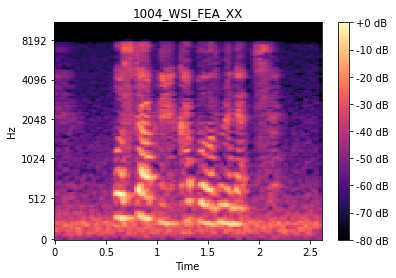 1004_WSI_FEA_XX
8192
4096
2048
1024
512
0
Hz
0
0.5
1
1.5
2
2.5
Time
+0 dB
-10 dB
-20 dB
-30 dB
-40 dB
-50 dB
-60 dB
-70 dB
-80 dB